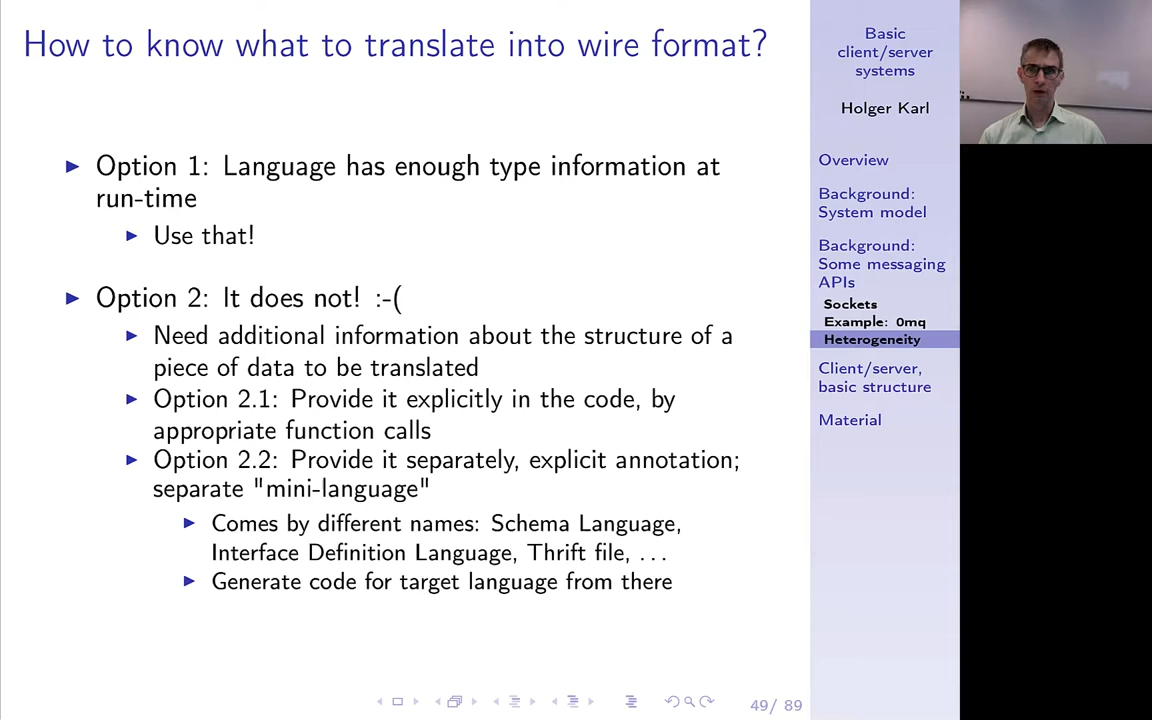 How to know what to translate into wire format?
Option 1: Language has enough type information at
run-time
Use that!
Option 2: It does not! :-(
Need additional information about the structure of a
piece of data to be translated
Option 2.1: Provide it explicitly in the code, by
appropriate function calls
Option 2.2: Provide it separately, explicit annotation;
separate "mini-language"
Comes by different names: Schema Language,
Interface Definition Language, Thrift file, ...
Generate code for target language from there
49/ 89
Basic
client/server
systems
Holger Karl
Overview
Background:
System model
Background:
Some messaging
APIs
Sockets
Example: 0mq
Heterogeneity
Client/server,
basic structure
Material